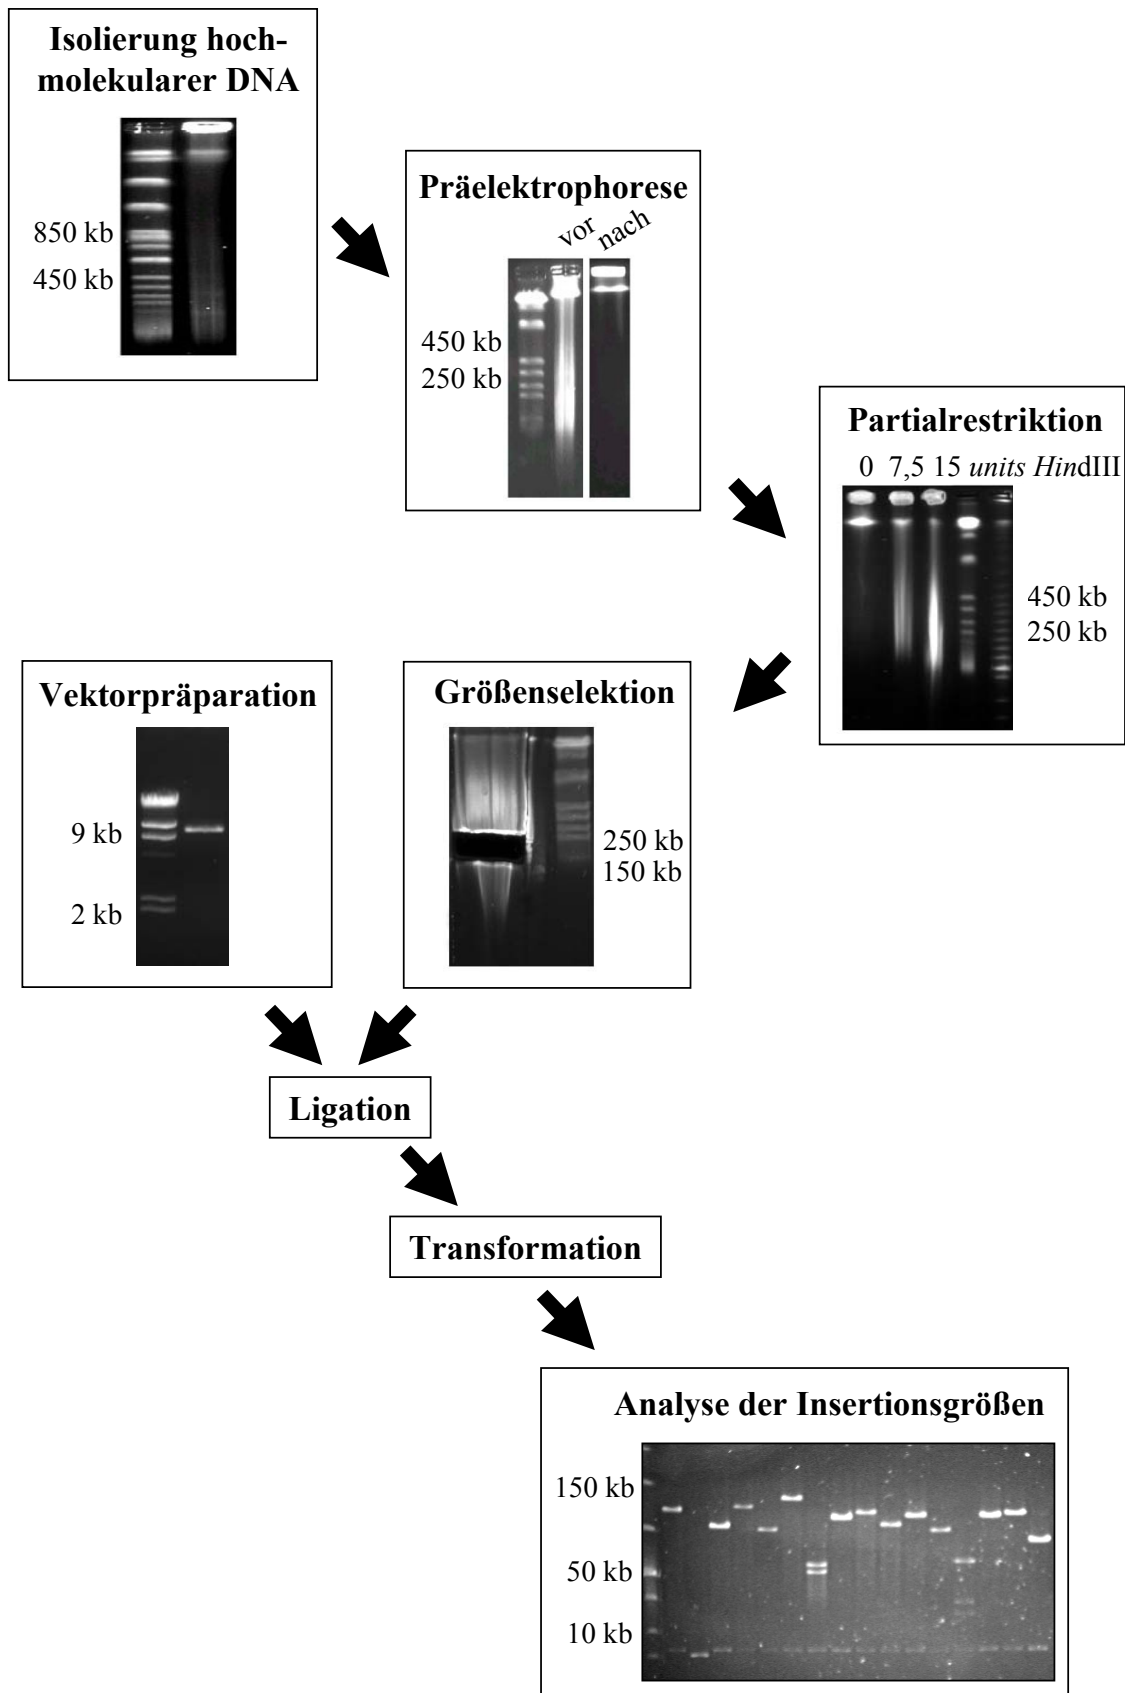 Isolierung hoch-
molekularer DNA
850 kb
450 kb
Präelektrophorese
vor
nach
450 kb
250 kb
Partialrestriktion
0 7,5 15 units HindIII
450 kb
250 kb
Vektorpräparation
9 kb
2 kb
Größenselektion
250 kb
150 kb
Ligation
Transformation
Analyse der Insertionsgrößen
150 kb
50 kb
10 kb